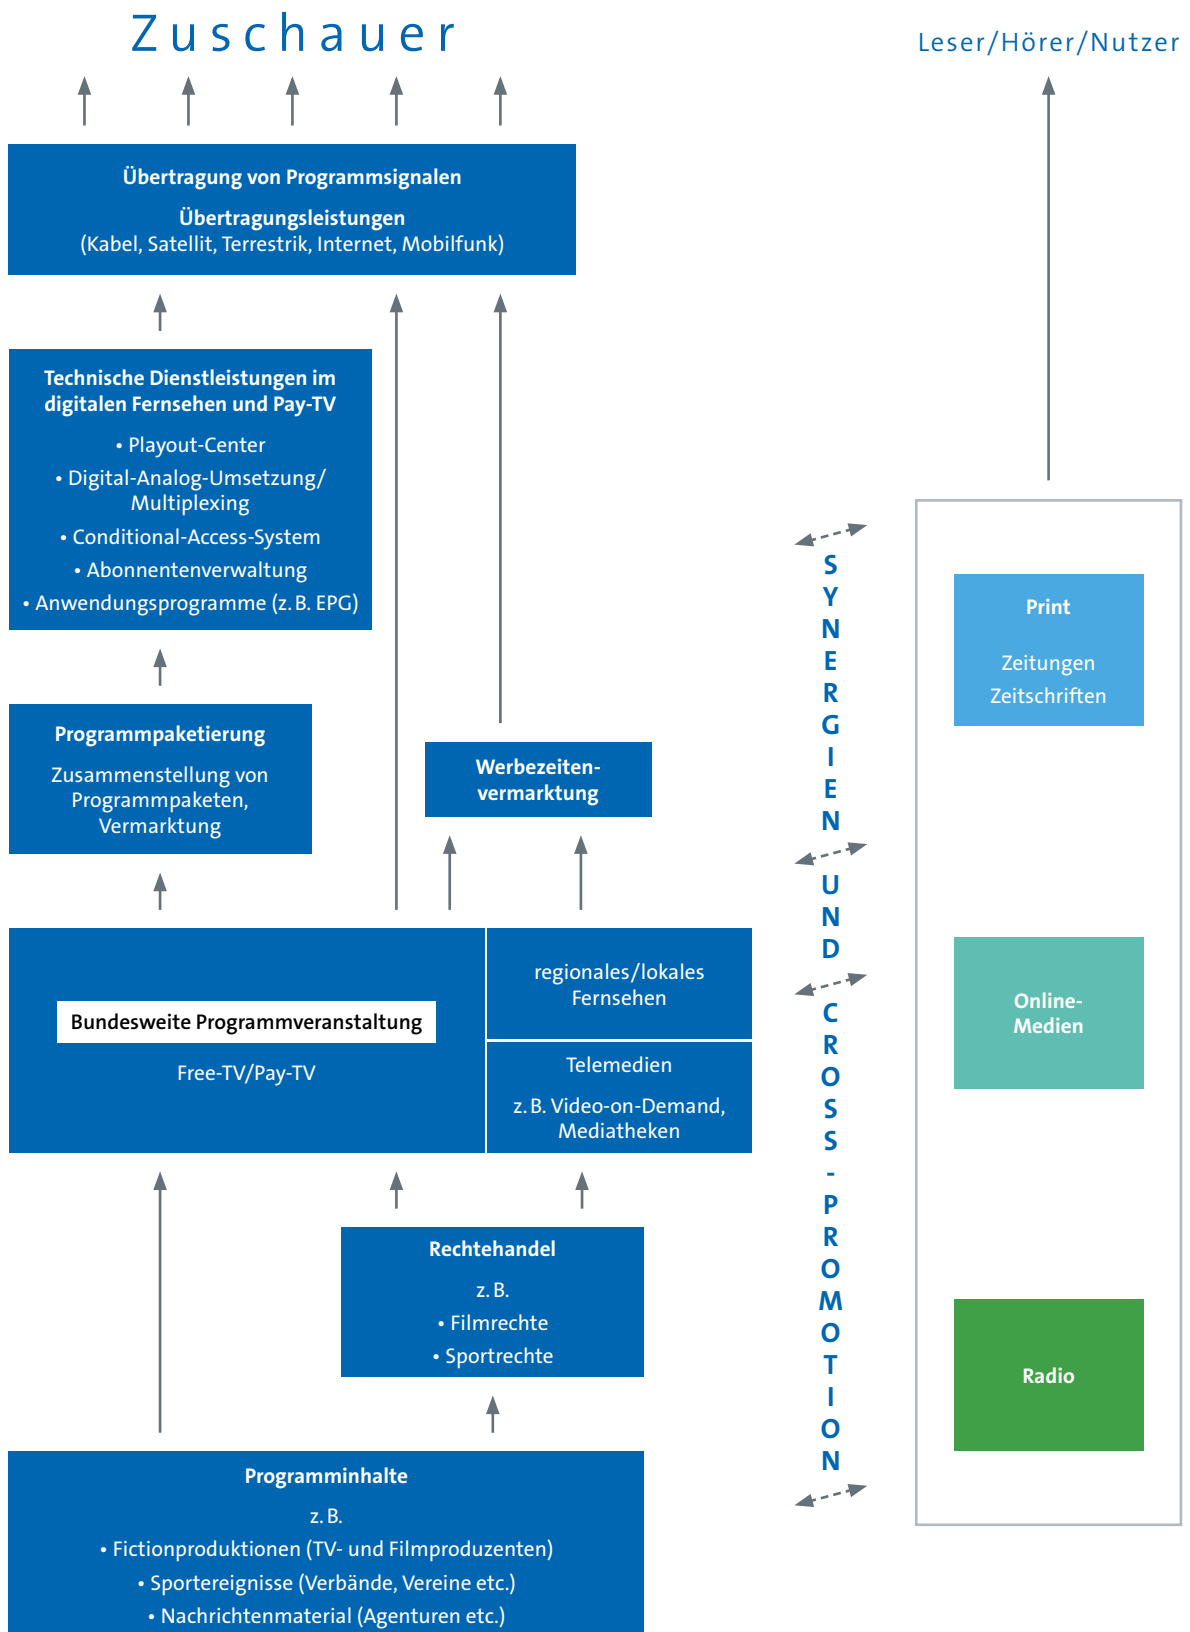 Zuschauer
Leser/Hörer/Nutzer
Übertragung von Programmsignalen
Übertragungsleistungen
(Kabel, Satellit, Terrestrik, Internet, Mobilfunk)
Technische Dienstleistungen im
digitalen Fernsehen und Pay-TV
• Playout-Center
• Digital-Analog-Umsetzung/
Multiplexing
• Conditional-Access-System
• Abonnentenverwaltung
• Anwendungsprogramme (z. B. EPG)
Programmpaketierung
Zusammenstellung von
Programmpaketen,
Vermarktung
Werbezeiten-
vermarktung
Bundesweite Programmveranstaltung
Free-TV/Pay-TV
regionales/lokales
Fernsehen
Telemedien
z. B. Video-on-Demand,
Mediatheken
Rechtehandel
z. B.
• Filmrechte
• Sportrechte
Programminhalte
z. B.
• Fictionproduktionen (TV- und Filmproduzenten)
• Sportereignisse (Verbände, Vereine etc.)
• Nachrichtenmaterial (Agenturen etc.)
SYNERGIEN UND CROSS-PROMOTION
Print
Zeitungen
Zeitschriften
Online-
Medien
Radio